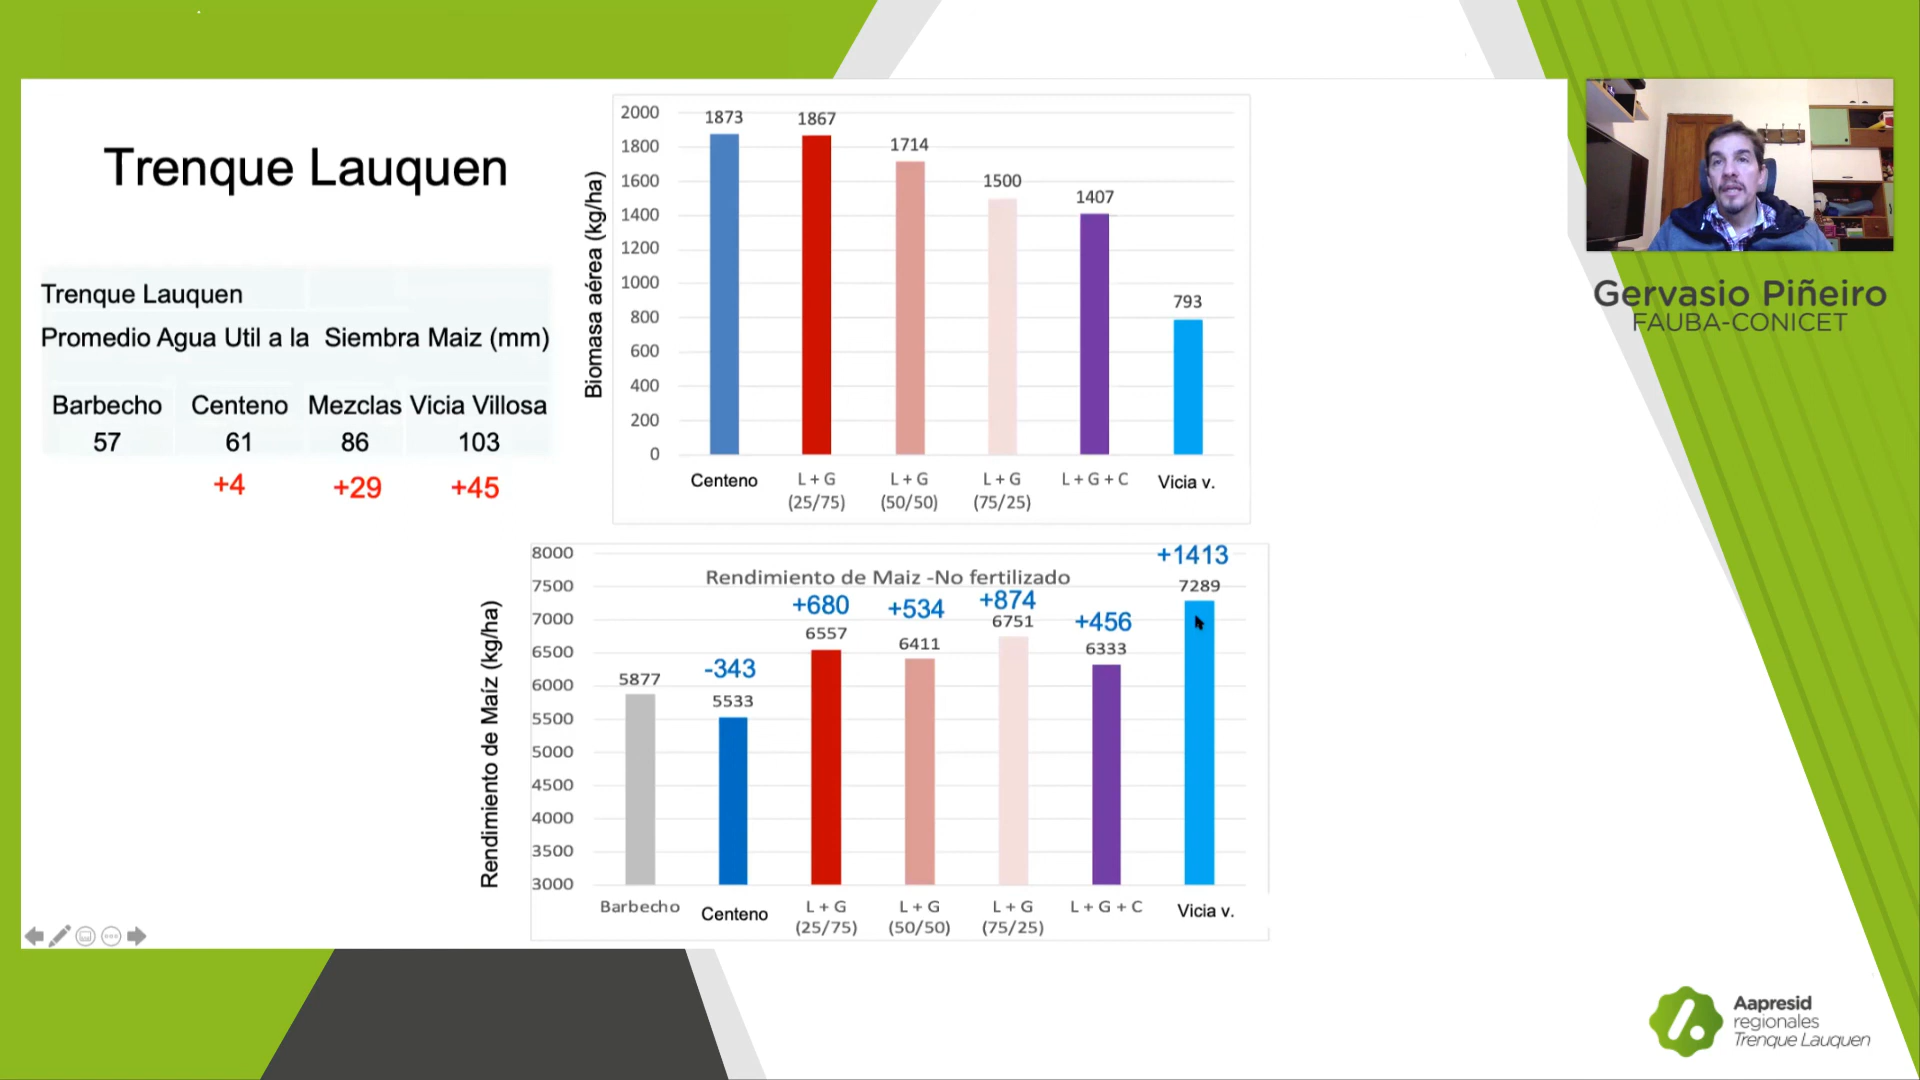 Trenque Lauquen
Trenque Lauquen
Promedio Agua Util a la Siembra Maiz (mm)
Barbecho Centeno Mezclas Vicia Villosa
57 61 86 103
+4 +29 +45
Biomasa aérea (kg/ha)
2000
1800
1600
1400
1200
1000
800
600
400
200
0
1873
1867
1714
1500
1407
793
Centeno
L + G
(25/75)
L + G
(50/50)
L + G
(75/25)
L + G + C
Vicia v.
Rendimiento de Maíz (kg/ha)
8000
7500
7000
6500
6000
5500
5000
4500
4000
3500
3000
Rendimiento de Maiz -No fertilizado
5877
-343
5533
+680
6557
+534
6411
+874
6751
+456
6333
+1413
7289
Barbecho
Centeno
L + G
(25/75)
L + G
(50/50)
L + G
(75/25)
L + G + C
Vicia v.
Gervasio Piñeiro
FAUBA-CONICET
Aapresid
regionales
Trenque Lauquen